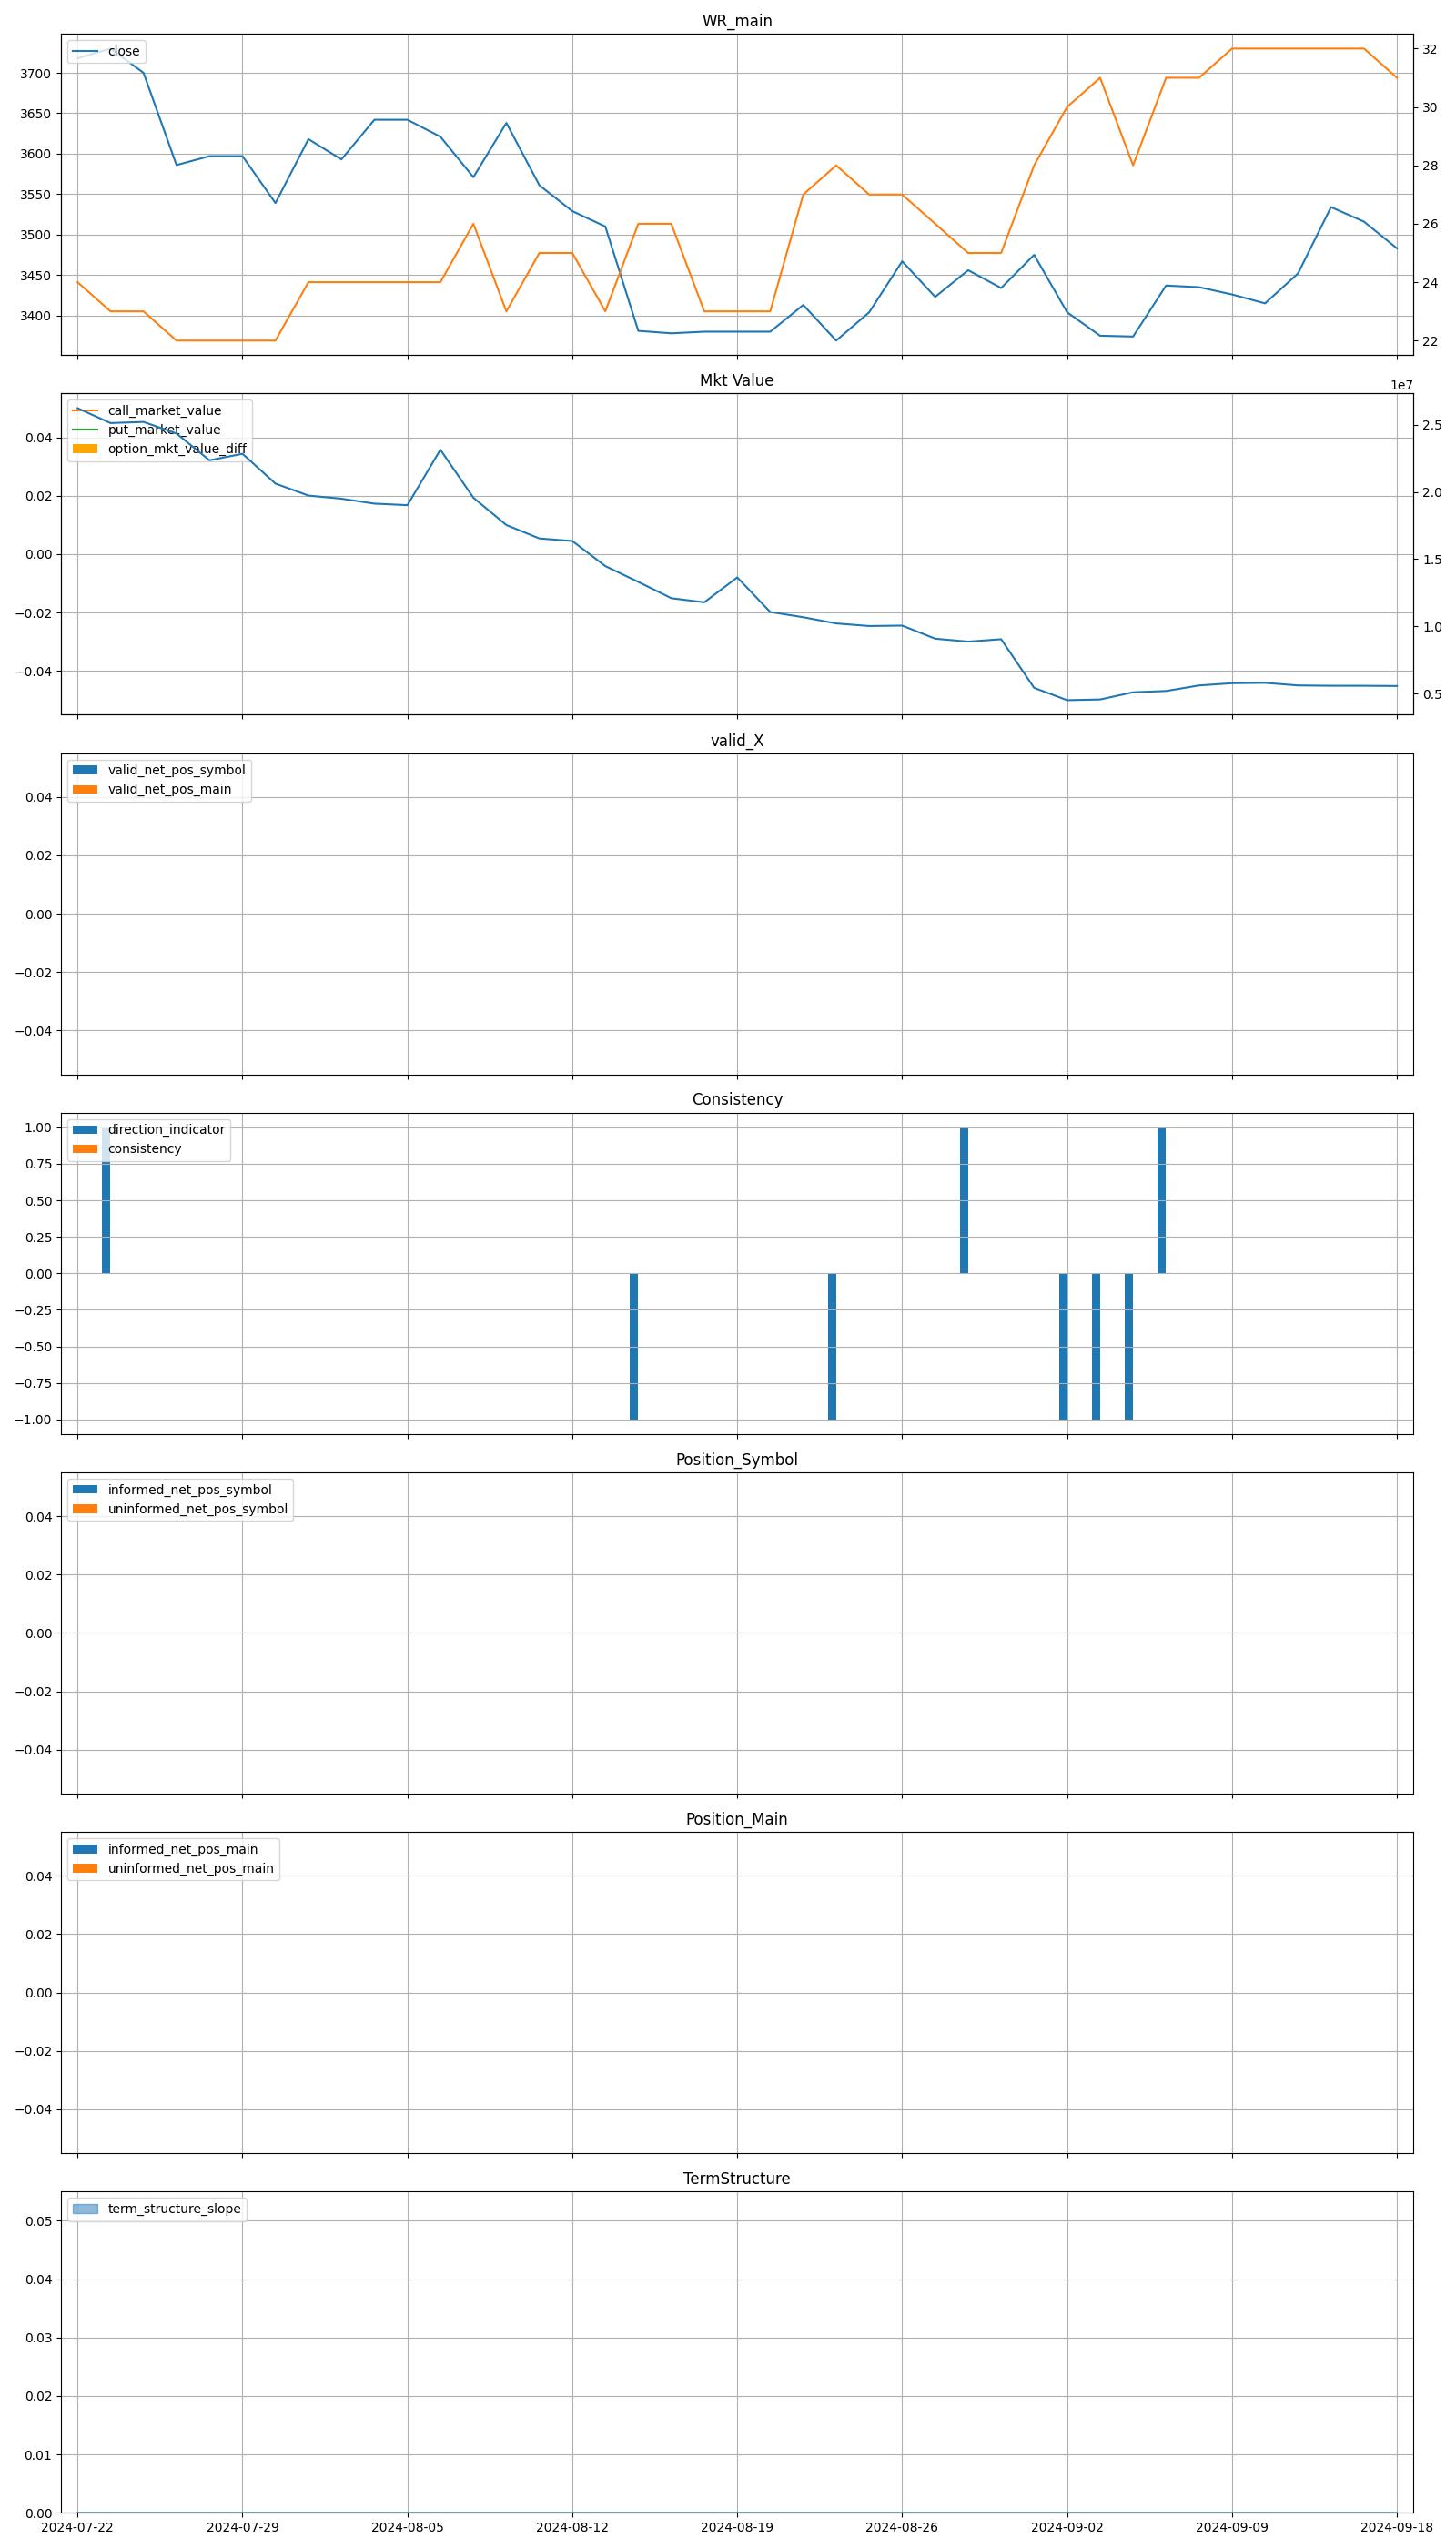 WR_main
close
3700
3650
3600
3550
3500
3450
3400
32
30
28
26
24
22
Mkt Value
1e7
call_market_value
put_market_value
option_mkt_value_diff
0.04
0.02
0.00
−0.02
−0.04
2.5
2.0
1.5
1.0
0.5
valid_X
valid_net_pos_symbol
valid_net_pos_main
0.04
0.02
0.00
−0.02
−0.04
Consistency
direction_indicator
consistency
1.00
0.75
0.50
0.25
0.00
−0.25
−0.50
−0.75
−1.00
Position_Symbol
informed_net_pos_symbol
uninformed_net_pos_symbol
0.04
0.02
0.00
−0.02
−0.04
Position_Main
informed_net_pos_main
uninformed_net_pos_main
0.04
0.02
0.00
−0.02
−0.04
TermStructure
term_structure_slope
0.05
0.04
0.03
0.02
0.01
0.00
2024-07-22 2024-07-29 2024-08-05 2024-08-12 2024-08-19 2024-08-26 2024-09-02 2024-09-09 2024-09-18